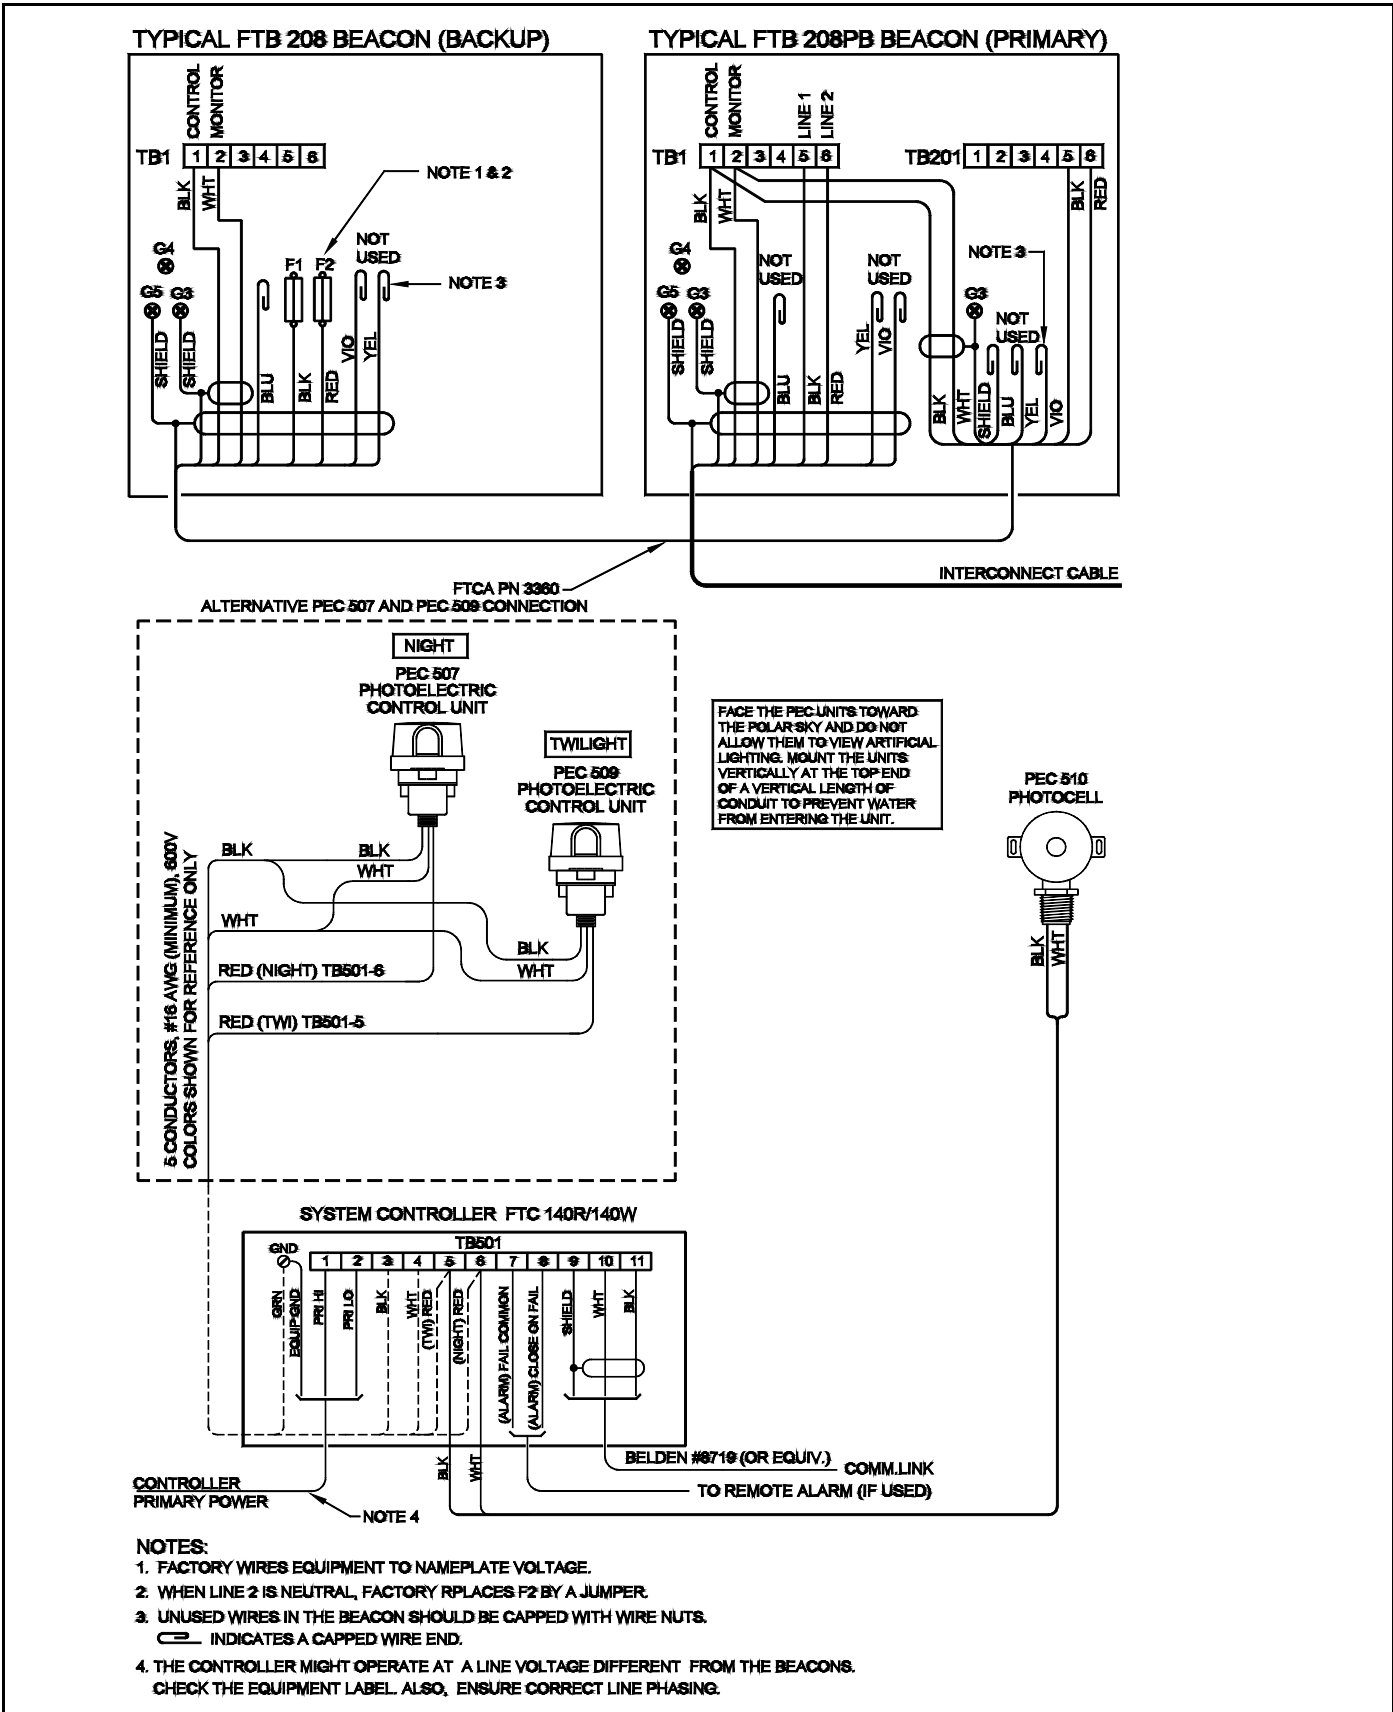 TYPICAL FTB 208 BEACON (BACKUP)
CONTROL
MONITOR
TB1 1 2 3 4 5 6
BLK
WHT
NOTE 1 & 2
G4
G5 G3
F1 F2
NOT
USED
NOTE 3
SHIELD
SHIELD
BLU
BLK
RED
VIO
YEL
TYPICAL FTB 208PB BEACON (PRIMARY)
CONTROL
MONITOR
LINE 1
LINE 2
TB1 1 2 3 4 5 6
TB201 1 2 3 4 5 6
BLK
WHT
BLK
RED
G4
G5 G3
NOT
USED
NOT
USED
NOTE 3
G3
NOT
USED
SHIELD
SHIELD
BLU
BLK
RED
YEL
VIO
BLK
WHT
SHIELD
BLU
YEL
VIO
INTERCONNECT CABLE
FTCA PN 3360
ALTERNATIVE PEC 507 AND PEC 509 CONNECTION
NIGHT
PEC 507
PHOTOELECTRIC
CONTROL UNIT
TWILIGHT
PEC 509
PHOTOELECTRIC
CONTROL UNIT
BLK
BLK
WHT
WHT
BLK
WHT
RED (NIGHT) TB501-6
RED (TWI) TB501-5
5 CONDUCTORS, #16 AWG (MINIMUM), 600V
COLORS SHOWN FOR REFERENCE ONLY
FACE THE PEC UNITS TOWARD
THE POLAR SKY AND DO NOT
ALLOW THEM TO VIEW ARTIFICIAL
LIGHTING. MOUNT THE UNITS
VERTICALLY AT THE TOP END
OF A VERTICAL LENGTH OF
CONDUIT TO PREVENT WATER
FROM ENTERING THE UNIT.
PEC 510
PHOTOCELL
BLK
WHT
SYSTEM CONTROLLER FTC 140R/140W
TB501
GND
1 2 3 4 5 6 7 8 9 10 11
GRN
EQUIP GND
PRI HI
PRI LO
BLK
WHT
(TWI) RED
(NIGHT) RED
(ALARM) FAIL COMMON
(ALARM) CLOSE ON FAIL
SHIELD
WHT
BLK
BLK
WHT
BELDEN #8719 (OR EQUIV.)
COMM.LINK
TO REMOTE ALARM (IF USED)
CONTROLLER
PRIMARY POWER
NOTE 4
NOTES:
1. FACTORY WIRES EQUIPMENT TO NAMEPLATE VOLTAGE.
2. WHEN LINE 2 IS NEUTRAL, FACTORY RPLACES F2 BY A JUMPER.
3. UNUSED WIRES IN THE BEACON SHOULD BE CAPPED WITH WIRE NUTS.
INDICATES A CAPPED WIRE END.
4. THE CONTROLLER MIGHT OPERATE AT A LINE VOLTAGE DIFFERENT FROM THE BEACONS.
CHECK THE EQUIPMENT LABEL. ALSO, ENSURE CORRECT LINE PHASING.